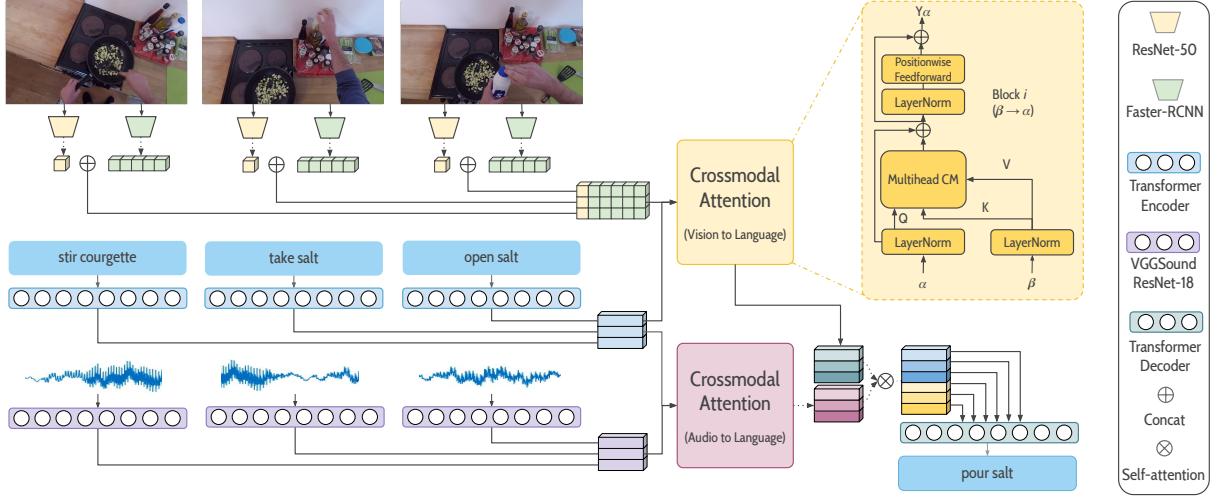 stir courgette
take salt
open salt
Crossmodal
Attention
(Vision to Language)
Crossmodal
Attention
(Audio to Language)
Yα
Positionwise
Feedforward
LayerNorm
Block i
(β → α)
Multihead CM
V
Q
K
LayerNorm
LayerNorm
α
β
pour salt
ResNet-50
Faster-RCNN
Transformer
Encoder
VGGSound
ResNet-18
Transformer
Decoder
Concat
Self-attention